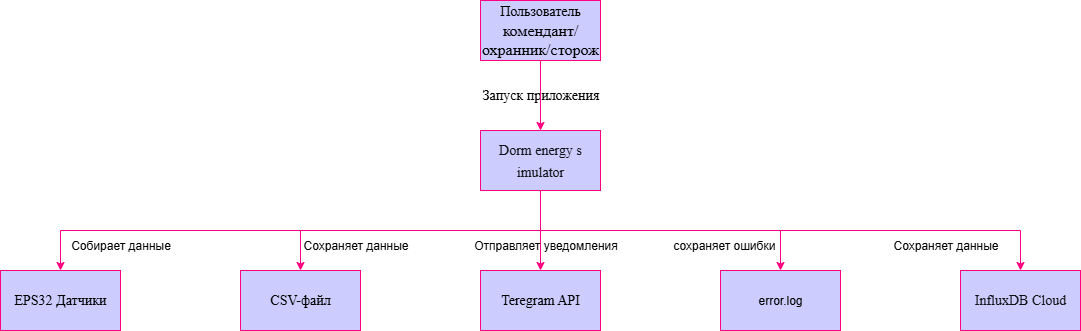 Пользователь
комендант/
охранник/сторож
Запуск приложения
Dorm energy s
imulator
Собирает данные
Сохраняет данные
Отправляет уведомления
сохраняет ошибки
Сохраняет данные
EPS32 Датчики
CSV-файл
Teregram API
error.log
InfluxDB Cloud